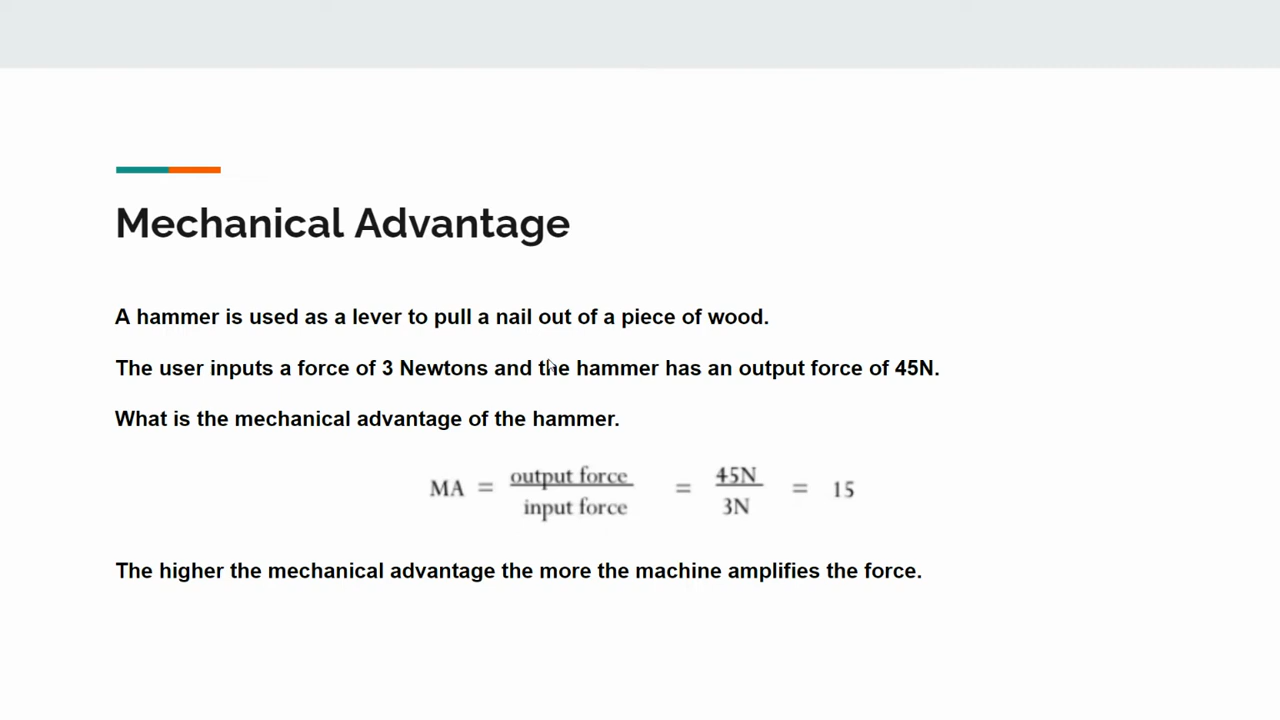 Mechanical Advantage
A hammer is used as a lever to pull a nail out of a piece of wood.
The user inputs a force of 3 Newtons and the hammer has an output force of 45N.
What is the mechanical advantage of the hammer.
MA = output force / input force = 45N / 3N = 15
The higher the mechanical advantage the more the machine amplifies the force.